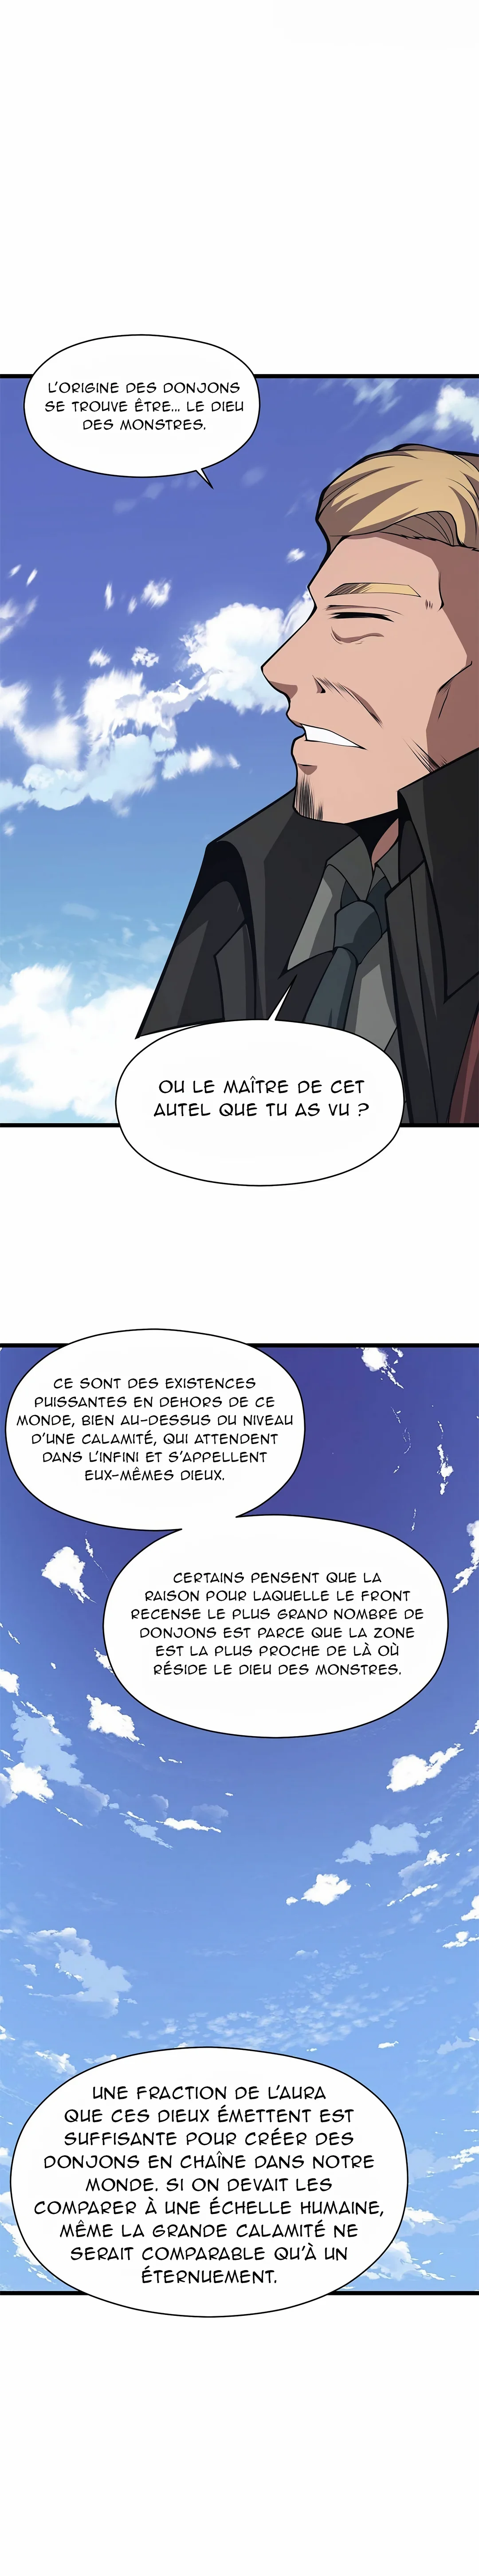 L'ORIGINE DES DONJONS
SE TROUVE ÊTRE... LE DIEU
DES MONSTRES.
OU LE MAÎTRE DE CET
AUTEL QUE TU AS VU ?
CE SONT DES EXISTENCES
PUISSANTES EN DEHORS DE CE
MONDE, BIEN AU-DESSUS DU NIVEAU
D'UNE CALAMITÉ, QUI ATTENDENT
DANS L'INFINI ET S'APPELLENT
EUX-MÊMES DIEUX.
CERTAINS PENSENT QUE LA
RAISON POUR LAQUELLE LE FRONT
RECENSE LE PLUS GRAND NOMBRE DE
DONJONS EST PARCE QUE LA ZONE
EST LA PLUS PROCHE DE LÀ OÙ
RÉSIDE LE DIEU DES MONSTRES.
UNE FRACTION DE L'AURA
QUE CES DIEUX ÉMETTENT EST
SUFFISANTE POUR CRÉER DES
DONJONS EN CHAÎNE DANS NOTRE
MONDE. SI ON DEVAIT LES
COMPARER À UNE ÉCHELLE HUMAINE,
MÊME LA GRANDE CALAMITÉ NE
SERAIT COMPARABLE QU'À UN
ÉTERNUEMENT.